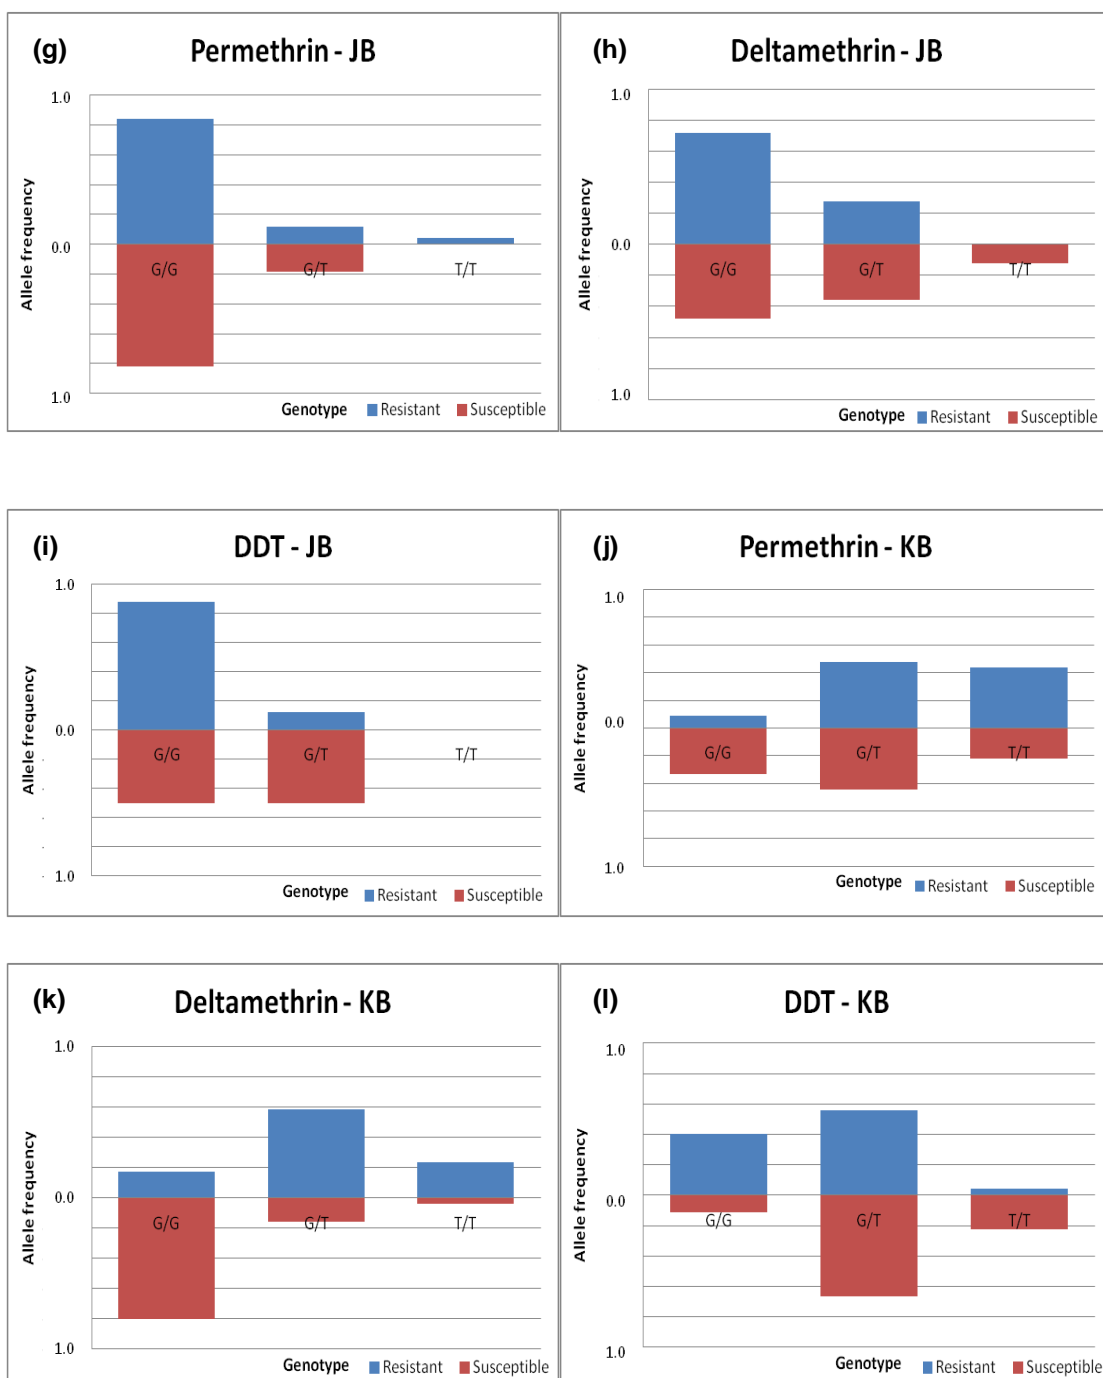 (g) Permethrin - JB
1.0
Allele frequency
0.0
G/G G/T T/T
1.0
Genotype Resistant Susceptible
(h) Deltamethrin - JB
1.0
Allele frequency
0.0
G/G G/T T/T
1.0
Genotype Resistant Susceptible
(i) DDT - JB
1.0
Allele frequency
0.0
G/G G/T T/T
1.0
Genotype Resistant Susceptible
(j) Permethrin - KB
1.0
Allele frequency
0.0
G/G G/T T/T
1.0
Genotype Resistant Susceptible
(k) Deltamethrin - KB
1.0
Allele frequency
0.0
G/G G/T T/T
1.0
Genotype Resistant Susceptible
(l) DDT - KB
1.0
Allele frequency
0.0
G/G G/T T/T
1.0
Genotype Resistant Susceptible